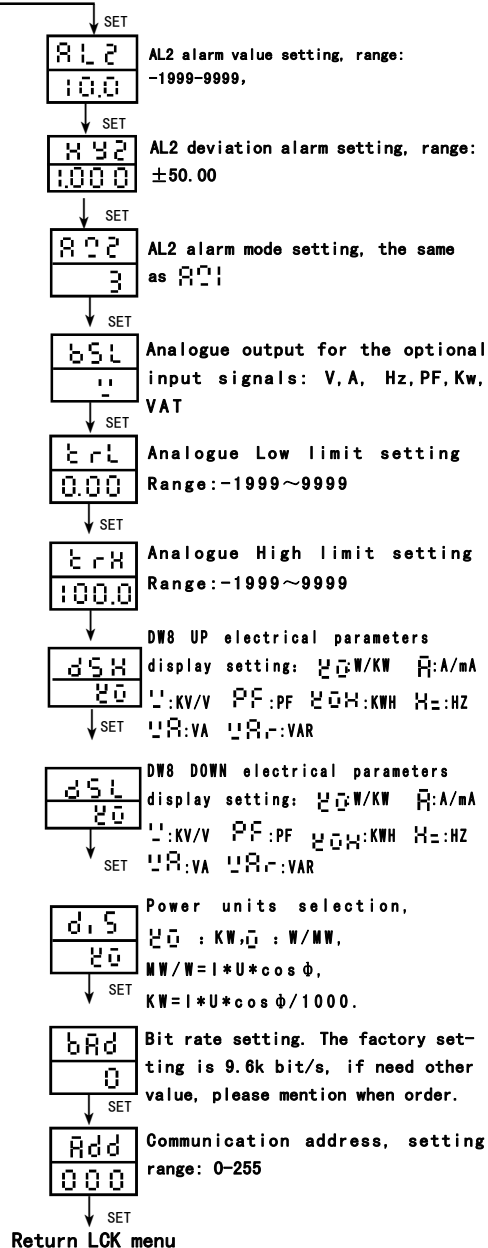 SET
AL2
10.0
AL2 alarm value setting, range:
-1999-9999,
SET
HY2
1.000
AL2 deviation alarm setting, range:
±50.00
SET
AD2
3
AL2 alarm mode setting, the same
as AD1
SET
bSL
U
Analogue output for the optional
input signals: V,A, Hz,PF,Kw,
VAT
SET
trL
0.00
Analogue Low limit setting
Range:-1999～9999
SET
trH
100.0
Analogue High limit setting
Range:-1999～9999
dSH
DW8 UP electrical parameters
display setting: :W/KW A:A/mA
U:KV/V PF:PF :KWH H=:HZ
UA:VA UAr:VAR
SET
dSL
DW8 DOWN electrical parameters
display setting: :W/KW A:A/mA
U:KV/V PF:PF :KWH H=:HZ
UA:VA UAr:VAR
SET
diS
Power units selection,
: KW, : W/MW,
MW/W=I*U*cosφ,
KW=I*U*cosφ/1000.
SET
bAd
0
Bit rate setting. The factory set-
ting is 9.6k bit/s, if need other
value, please mention when order.
SET
Add
000
Communication address, setting
range: 0-255
SET
Return LCK menu